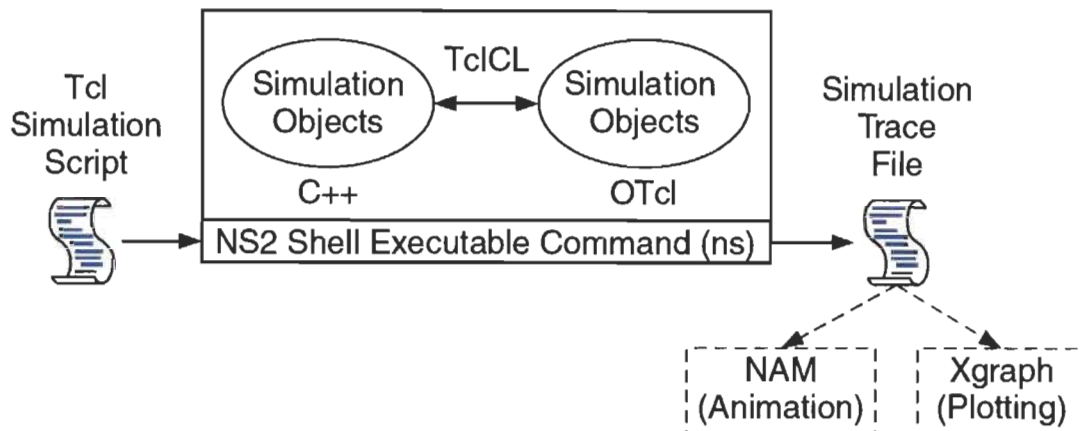 Tcl
Simulation
Script
TclCL
Simulation
Objects
C++
Simulation
Objects
OTcl
NS2 Shell Executable Command (ns)
Simulation
Trace
File
NAM
(Animation)
Xgraph
(Plotting)